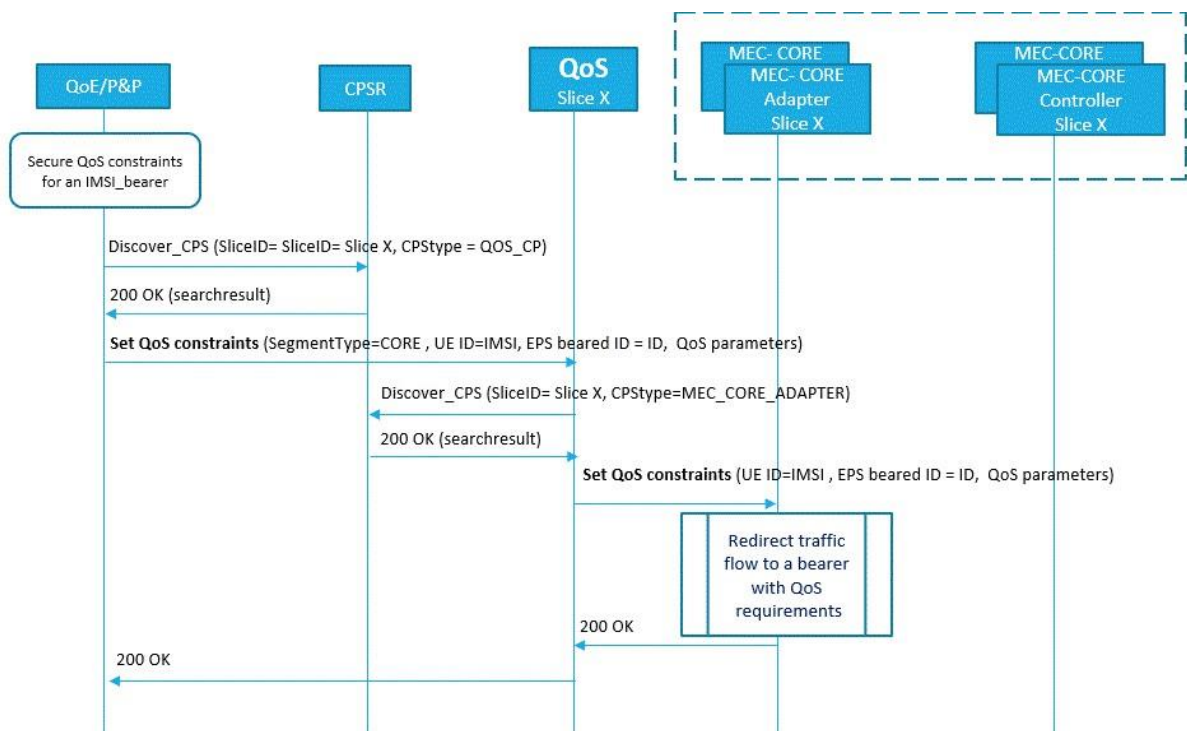 QoE/P&P
CPSR
QoS
Slice X
MEC- CORE
MEC- CORE
Adapter
Slice X
MEC-CORE
MEC-CORE
Controller
Slice X
Secure QoS constraints
for an IMSI_bearer
Discover_CPS (SliceID= SliceID= Slice X, CPStype = QOS_CP)
200 OK (searchresult)
Set QoS constraints (SegmentType=CORE , UE ID=IMSI, EPS beared ID = ID, QoS parameters)
Discover_CPS (SliceID= Slice X, CPStype=MEC_CORE_ADAPTER)
200 OK (searchresult)
Set QoS constraints (UE ID=IMSI , EPS beared ID = ID, QoS parameters)
Redirect traffic
flow to a bearer
with QoS
requirements
200 OK
200 OK